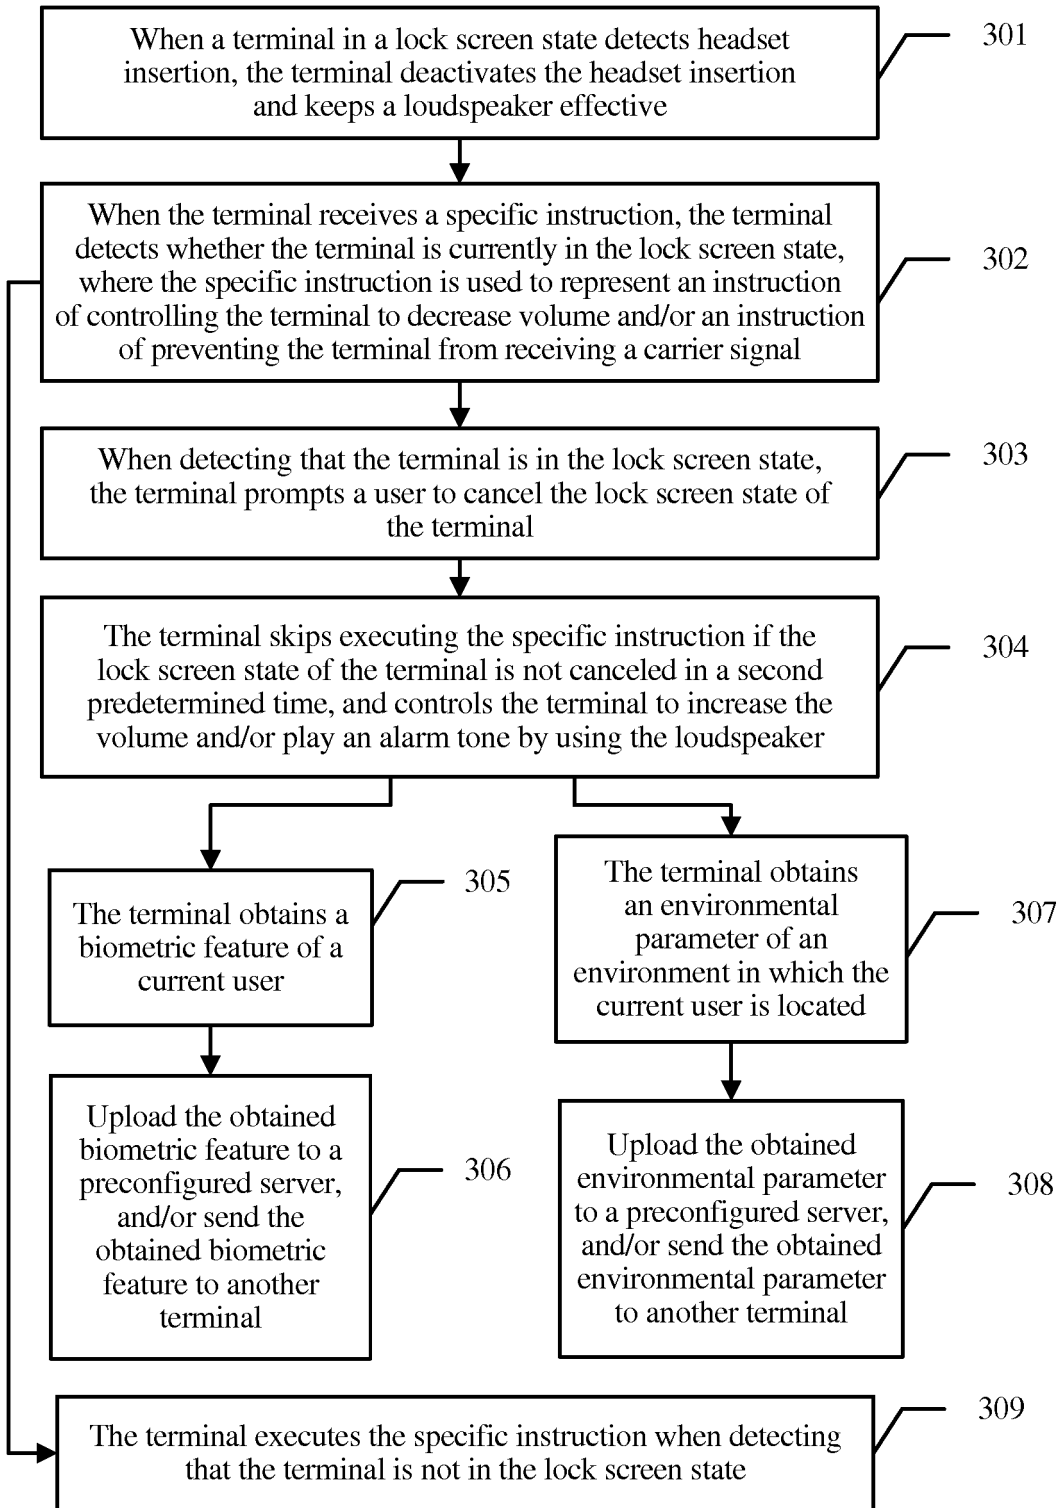 When a terminal in a lock screen state detects headset
insertion, the terminal deactivates the headset insertion
and keeps a loudspeaker effective
301
When the terminal receives a specific instruction, the terminal
detects whether the terminal is currently in the lock screen state,
where the specific instruction is used to represent an instruction
of controlling the terminal to decrease volume and/or an instruction
of preventing the terminal from receiving a carrier signal
302
When detecting that the terminal is in the lock screen state,
the terminal prompts a user to cancel the lock screen state of
the terminal
303
The terminal skips executing the specific instruction if the
lock screen state of the terminal is not canceled in a second
predetermined time, and controls the terminal to increase the
volume and/or play an alarm tone by using the loudspeaker
304
The terminal obtains a
biometric feature of a
current user
305
Upload the obtained
biometric feature to a
preconfigured server,
and/or send the
obtained biometric
feature to another
terminal
306
The terminal obtains
an environmental
parameter of an
environment in which the
current user is located
307
Upload the obtained
environmental parameter
to a preconfigured server,
and/or send the obtained
environmental parameter
to another terminal
308
The terminal executes the specific instruction when detecting
that the terminal is not in the lock screen state
309